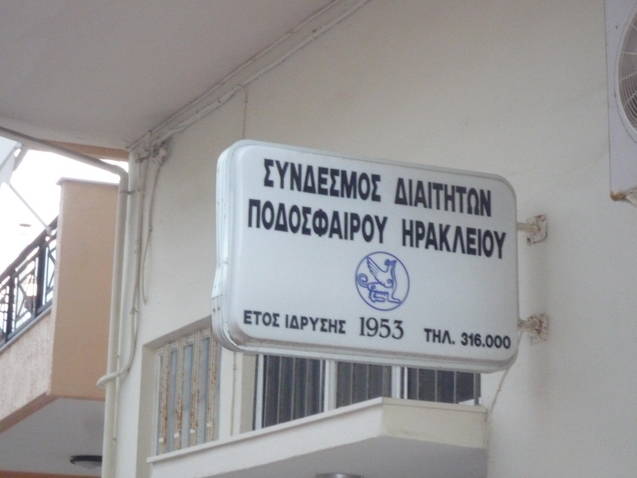 ΣΥΝΔΕΣΜΟΣ ΔΙΑΙΤΗΤΩΝ
ΠΟΔΟΣΦΑΙΡΟΥ ΗΡΑΚΛΕΙΟΥ
ΕΤΟΣ ΙΔΡΥΣΗΣ 1953 ΤΗΛ. 316.000